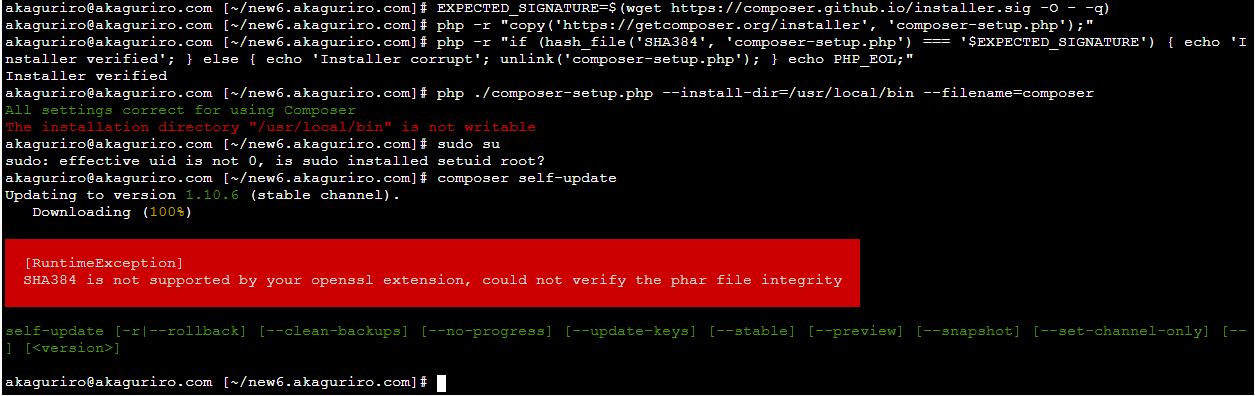 akaguriro@akaguriro.com [~/new6.akaguriro.com]# EXPECTED_SIGNATURE=$(wget https://composer.github.io/installer.sig -O - -q)
akaguriro@akaguriro.com [~/new6.akaguriro.com]# php -r "copy('https://getcomposer.org/installer', 'composer-setup.php');"
akaguriro@akaguriro.com [~/new6.akaguriro.com]# php -r "if (hash_file('SHA384', 'composer-setup.php') === '$EXPECTED_SIGNATURE') { echo 'I
nstaller verified'; } else { echo 'Installer corrupt'; unlink('composer-setup.php'); } echo PHP_EOL;"
Installer verified
akaguriro@akaguriro.com [~/new6.akaguriro.com]# php ./composer-setup.php --install-dir=/usr/local/bin --filename=composer
All settings correct for using Composer
The installation directory "/usr/local/bin" is not writable
akaguriro@akaguriro.com [~/new6.akaguriro.com]# sudo su
sudo: effective uid is not 0, is sudo installed setuid root?
akaguriro@akaguriro.com [~/new6.akaguriro.com]# composer self-update
Updating to version 1.10.6 (stable channel).
   Downloading (100%)
[RuntimeException]
SHA384 is not supported by your openssl extension, could not verify the phar file integrity
self-update [-r|--rollback] [--clean-backups] [--no-progress] [--update-keys] [--stable] [--preview] [--snapshot] [--set-channel-only] [--
] [<version>]
akaguriro@akaguriro.com [~/new6.akaguriro.com]#